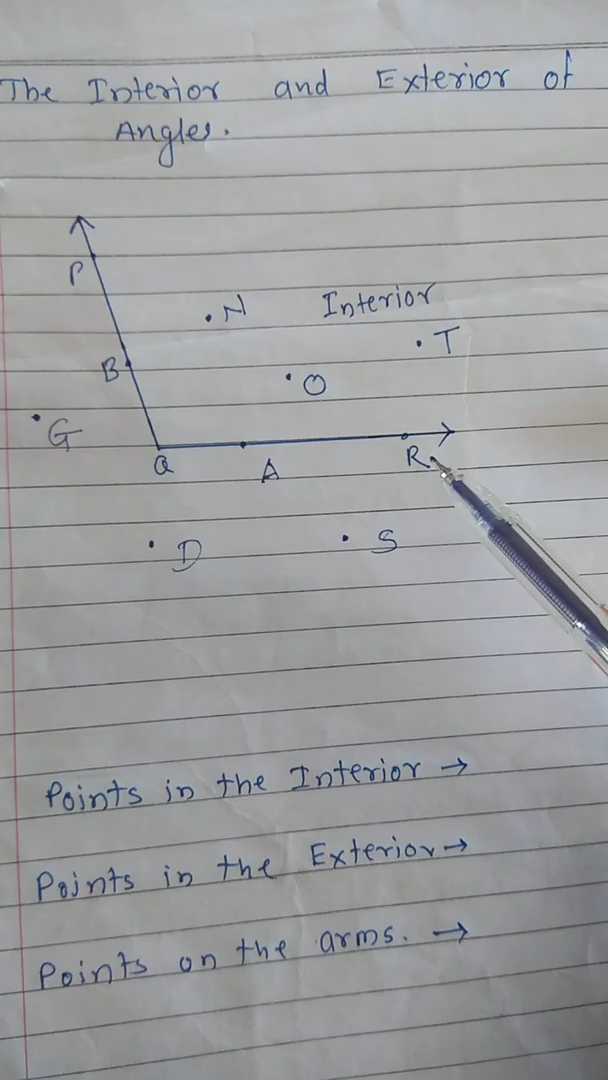 The Interior and Exterior of
Angles.
P
.N Interior
. T
B
. O
. G
Q A R
. D . S
Points in the Interior →
Points in the Exterior →
Points on the arms. →